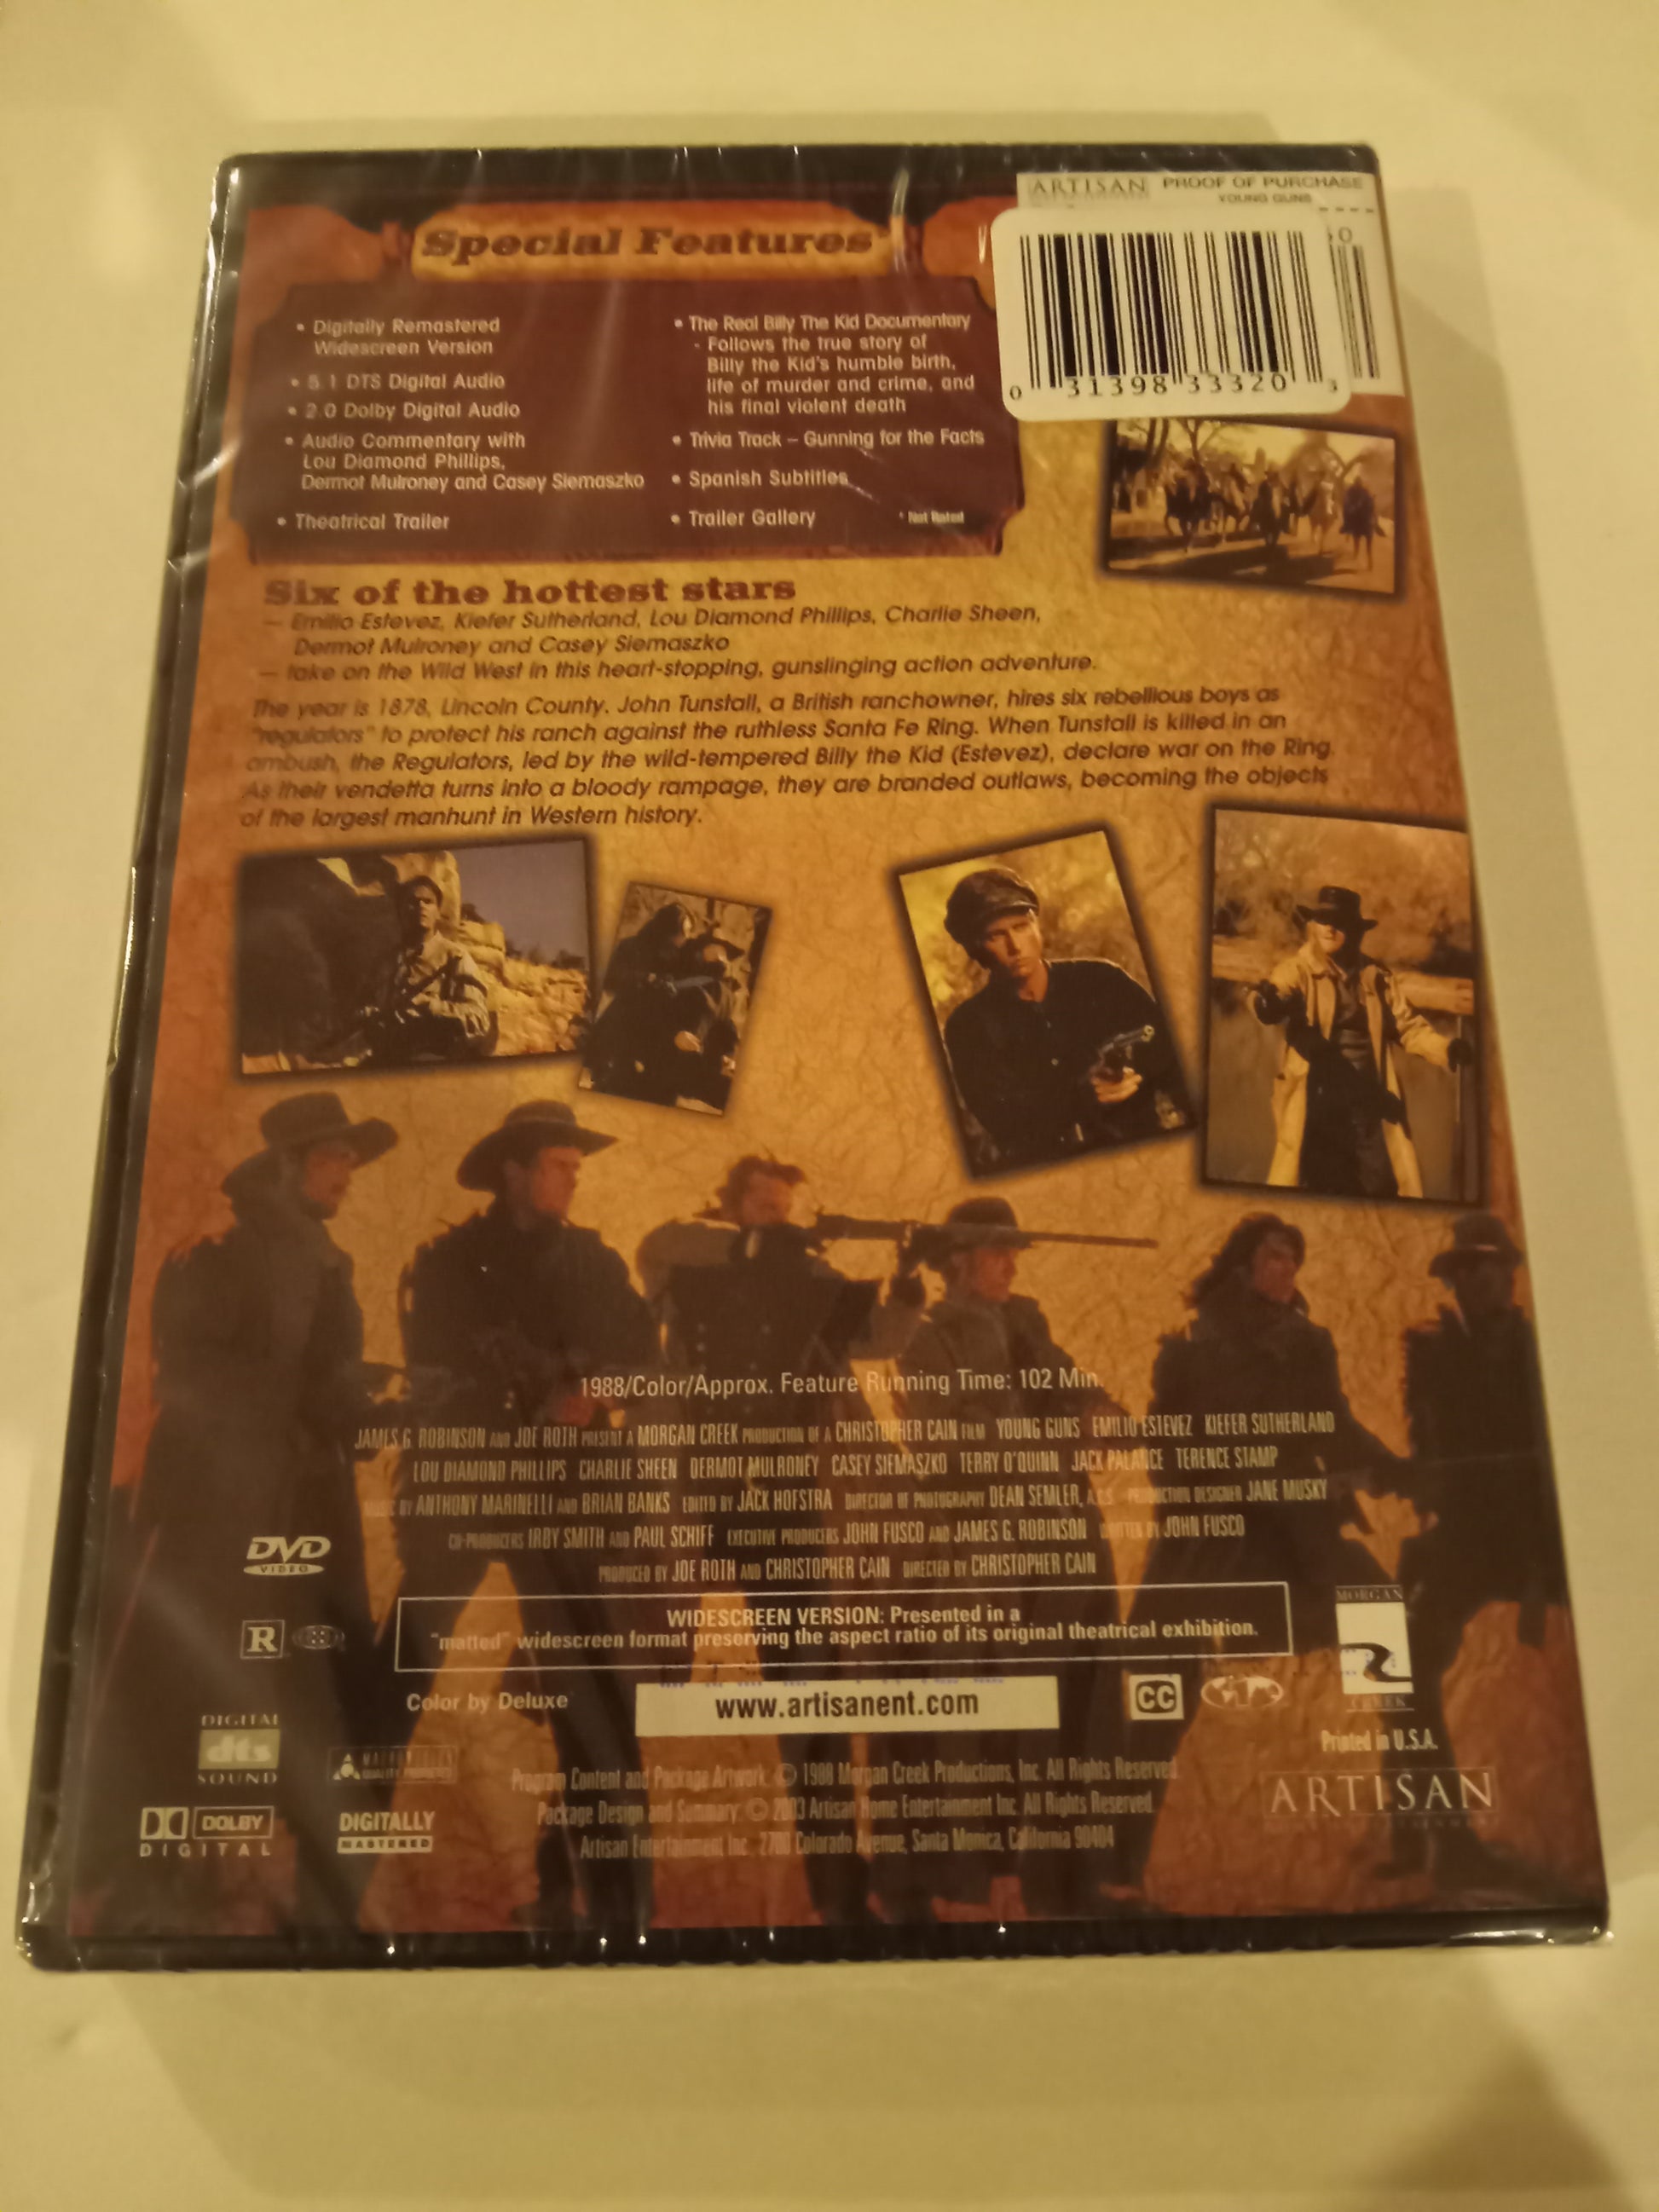 ARTISAN PROOF OF PURCHASE
YOUNG GUNS
0 31398 33320 3
Special Features
• Digitally Remastered
Widescreen Version
• 5.1 DTS Digital Audio
• 2.0 Dolby Digital Audio
• Audio Commentary with
Lou Diamond Phillips,
Dermot Mulroney and Casey Siemaszko
• Theatrical Trailer
• The Real Billy The Kid Documentary
- Follows the true story of
Billy the Kid's humble birth,
life of murder and crime, and
his final violent death
• Trivia Track – Gunning for the Facts
• Spanish Subtitles
• Trailer Gallery
* Not Rated
Six of the hottest stars
— Emilio Estevez, Kiefer Sutherland, Lou Diamond Phillips, Charlie Sheen,
Dermot Mulroney and Casey Siemaszko
— take on the Wild West in this heart-stopping, gunslinging action adventure.
The year is 1878, Lincoln County. John Tunstall, a British ranchowner, hires six rebellious boys as
"regulators" to protect his ranch against the ruthless Santa Fe Ring. When Tunstall is killed in an
ambush, the Regulators, led by the wild-tempered Billy the Kid (Estevez), declare war on the Ring.
As their vendetta turns into a bloody rampage, they are branded outlaws, becoming the objects
of the largest manhunt in Western history.
1988/Color/Approx. Feature Running Time: 102 Min.
JAMES G. ROBINSON AND JOE ROTH PRESENT A MORGAN CREEK PRODUCTION OF A CHRISTOPHER CAIN FILM YOUNG GUNS EMILIO ESTEVEZ KIEFER SUTHERLAND
LOU DIAMOND PHILLIPS CHARLIE SHEEN DERMOT MULRONEY CASEY SIEMASZKO TERRY O'QUINN JACK PALANCE TERENCE STAMP
MUSIC BY ANTHONY MARINELLI AND BRIAN BANKS EDITED BY JACK HOFSTRA DIRECTOR OF PHOTOGRAPHY DEAN SEMLER, A.C.S. PRODUCTION DESIGNER JANE MUSKY
CO-PRODUCERS IRBY SMITH AND PAUL SCHIFF EXECUTIVE PRODUCERS JOHN FUSCO AND JAMES G. ROBINSON WRITTEN BY JOHN FUSCO
PRODUCED BY JOE ROTH AND CHRISTOPHER CAIN DIRECTED BY CHRISTOPHER CAIN
DVD
VIDEO
WIDESCREEN VERSION: Presented in a
"matted" widescreen format preserving the aspect ratio of its original theatrical exhibition.
R
MORGAN
CREEK
Color by Deluxe
www.artisanent.com
CC
Printed in U.S.A.
DIGITAL
dts
SOUND
DOLBY
DIGITAL
DIGITALLY
MASTERED
Program Content and Package Artwork: © 1988 Morgan Creek Productions, Inc. All Rights Reserved.
Package Design and Summary: © 2003 Artisan Home Entertainment Inc. All Rights Reserved.
Artisan Entertainment Inc. 2700 Colorado Avenue, Santa Monica, California 90404
ARTISAN